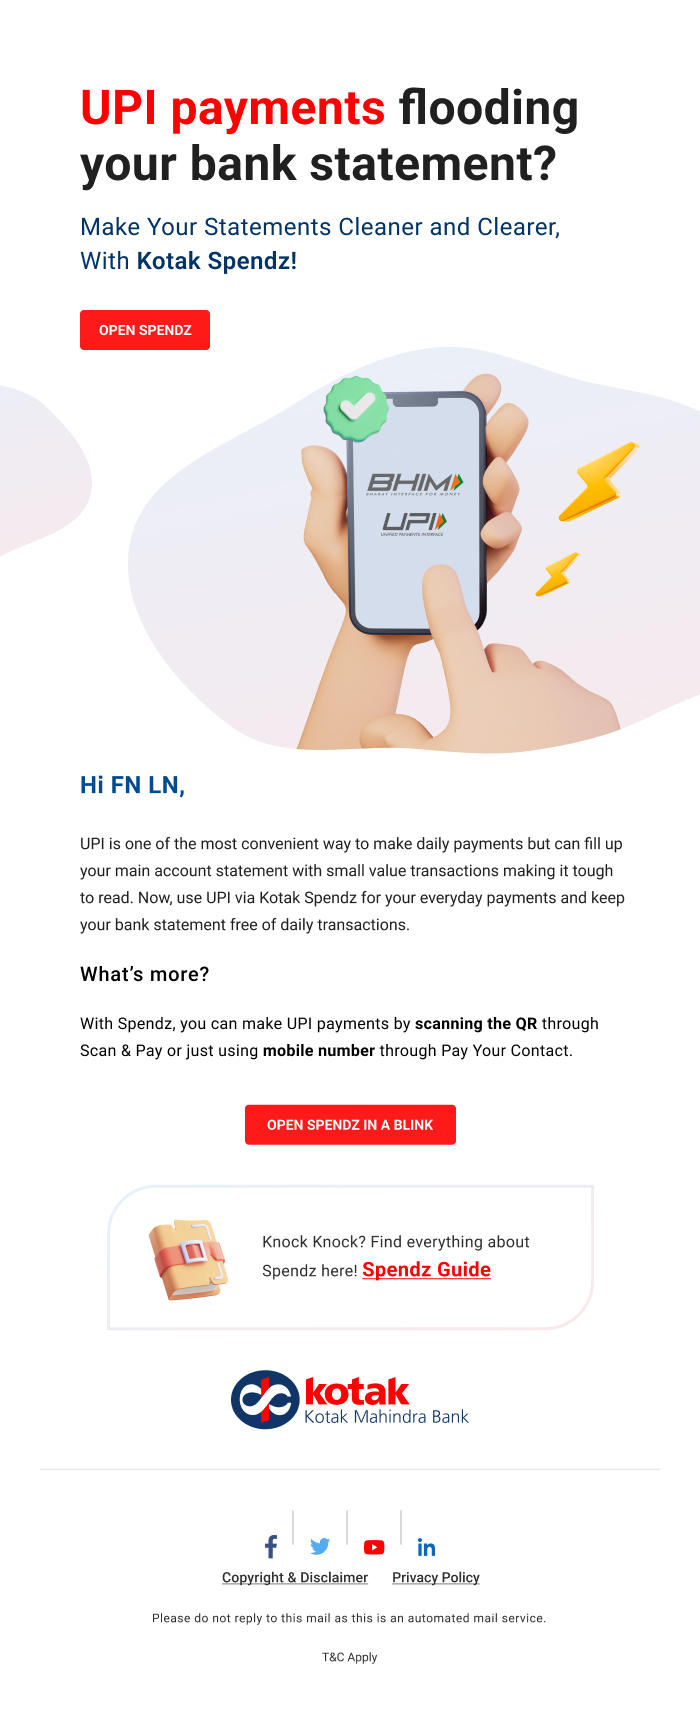 UPI payments flooding
your bank statement?
Make Your Statements Cleaner and Clearer,
With Kotak Spendz!
OPEN SPENDZ
BHIM
BHARAT INTERFACE FOR MONEY
UPI
UNIFIED PAYMENTS INTERFACE
Hi FN LN,
UPI is one of the most convenient way to make daily payments but can fill up
your main account statement with small value transactions making it tough
to read. Now, use UPI via Kotak Spendz for your everyday payments and keep
your bank statement free of daily transactions.
What's more?
With Spendz, you can make UPI payments by scanning the QR through
Scan & Pay or just using mobile number through Pay Your Contact.
OPEN SPENDZ IN A BLINK
Knock Knock? Find everything about
Spendz here! Spendz Guide
kotak
Kotak Mahindra Bank
Copyright & Disclaimer Privacy Policy
Please do not reply to this mail as this is an automated mail service.
T&C Apply